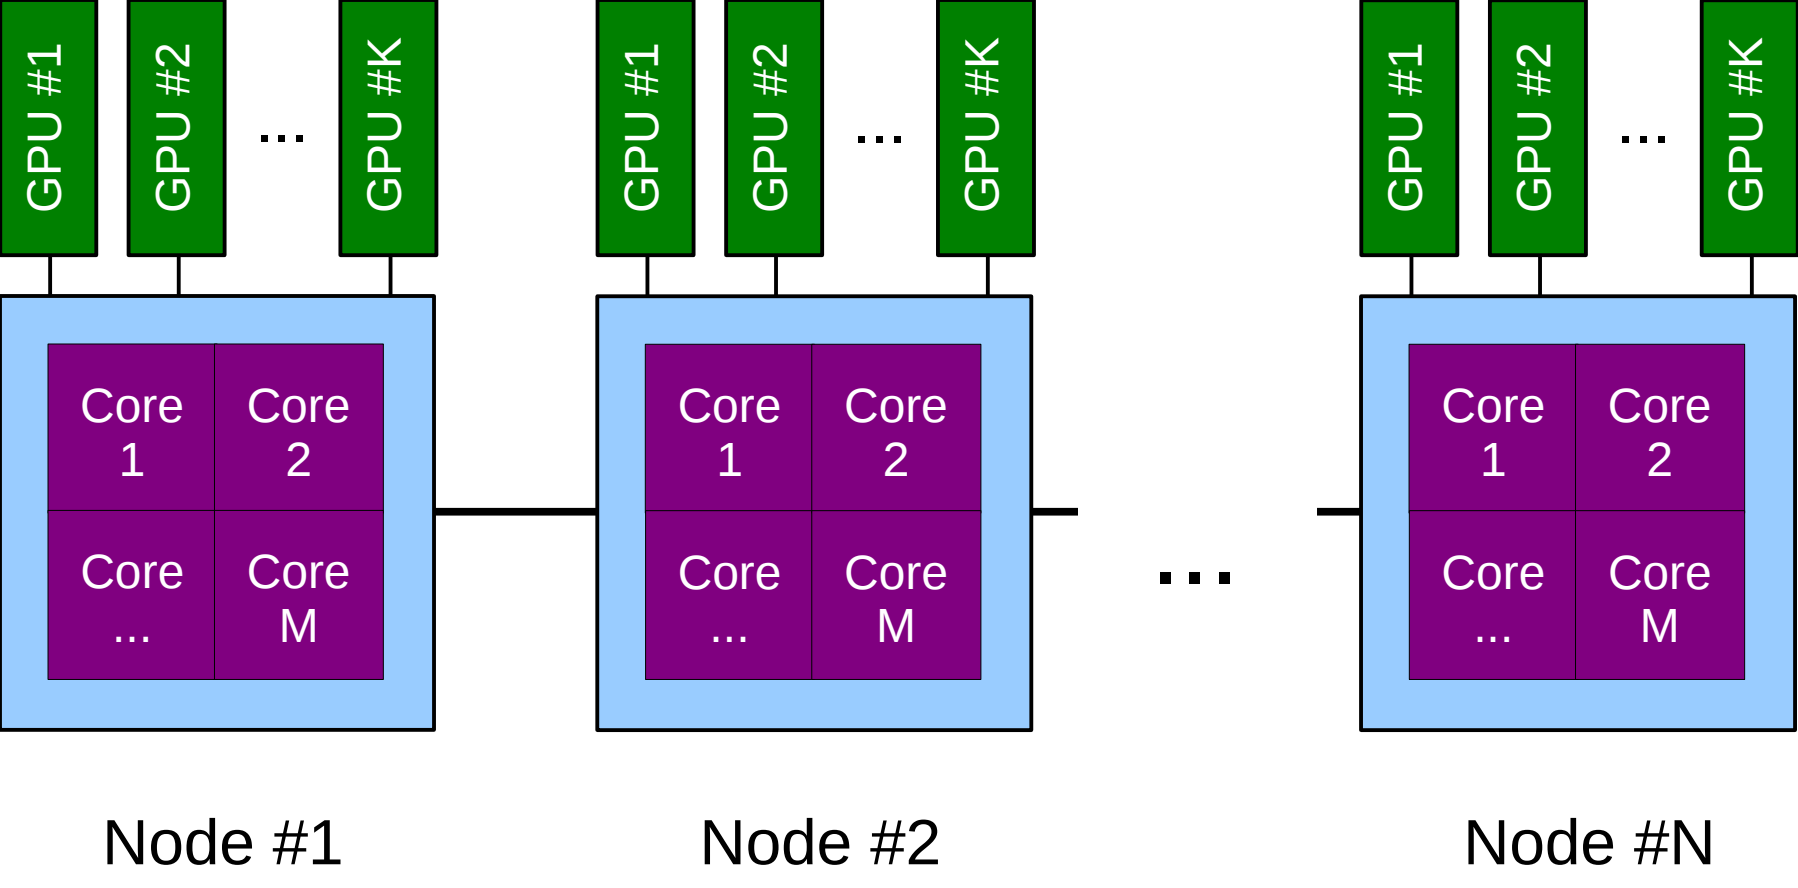 GPU #1
GPU #2
...
GPU #K
GPU #1
GPU #2
...
GPU #K
GPU #1
GPU #2
...
GPU #K
Core
1
Core
2
Core
...
Core
M
Core
1
Core
2
Core
...
Core
M
...
Core
1
Core
2
Core
...
Core
M
Node #1
Node #2
Node #N